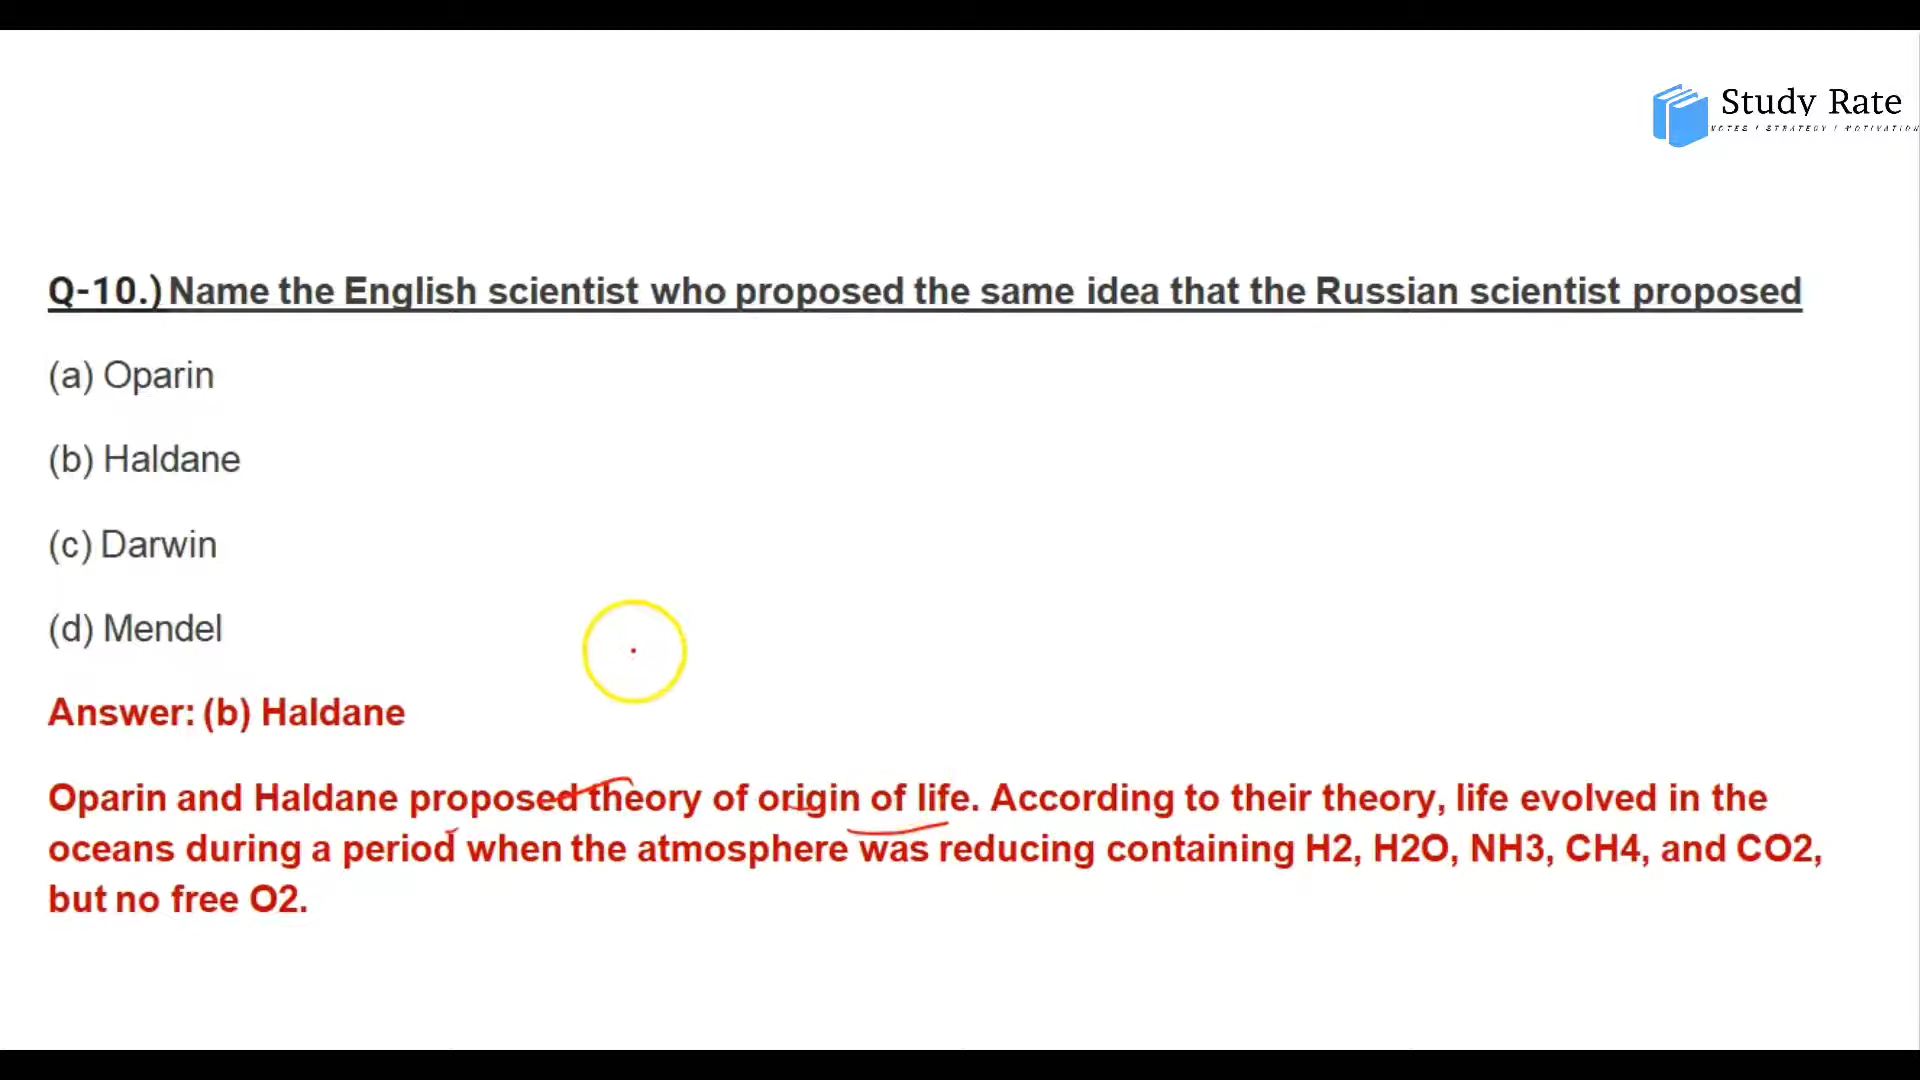 Study Rate
NOTES / STRATEGY / MOTIVATION
Q-10.) Name the English scientist who proposed the same idea that the Russian scientist proposed
(a) Oparin
(b) Haldane
(c) Darwin
(d) Mendel
Answer: (b) Haldane
Oparin and Haldane proposed theory of origin of life. According to their theory, life evolved in the
oceans during a period when the atmosphere was reducing containing H2, H2O, NH3, CH4, and CO2,
but no free O2.